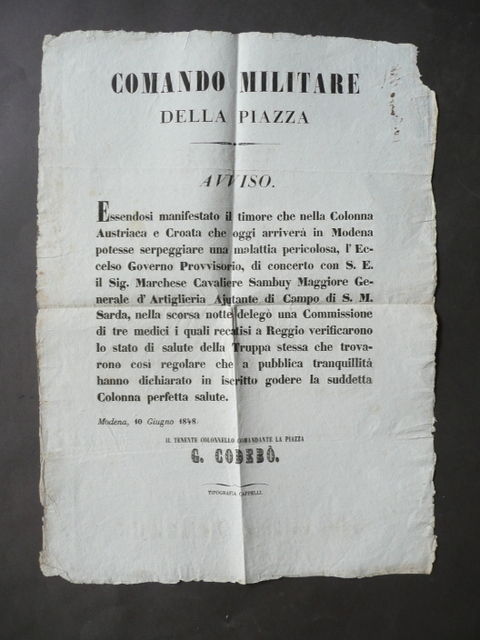 COMANDO MILITARE
DELLA PIAZZA
AVVISO.
Essendosi manifestato il timore che nella Colonna
Austriaca e Croata che oggi arriverà in Modena
potesse serpeggiare una malattia pericolosa, l' Ec-
celso Governo Provvisorio, di concerto con S. E.
il Sig. Marchese Cavaliere Sambuy Maggiore Ge-
nerale d' Artiglieria Ajutante di Campo di S. M.
Sarda, nella scorsa notte delegò una Commissione
di tre medici i quali recatisi a Reggio verificarono
lo stato di salute della Truppa stessa che trova-
rono così regolare che a pubblica tranquillità
hanno dichiarato in iscritto godere la suddetta
Colonna perfetta salute.
Modena, 10 Giugno 1848.
IL TENENTE COLONNELLO COMANDANTE LA PIAZZA
G. CODEBÒ.
TIPOGRAFIA CAPPELLI.